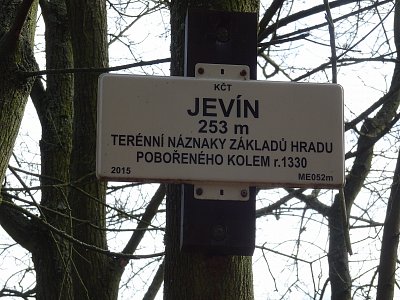 KČT
JEVÍN
253 m
TERÉNNÍ NÁZNAKY ZÁKLADŮ HRADU
POBOŘENÉHO KOLEM r.1330
2015 ME052m